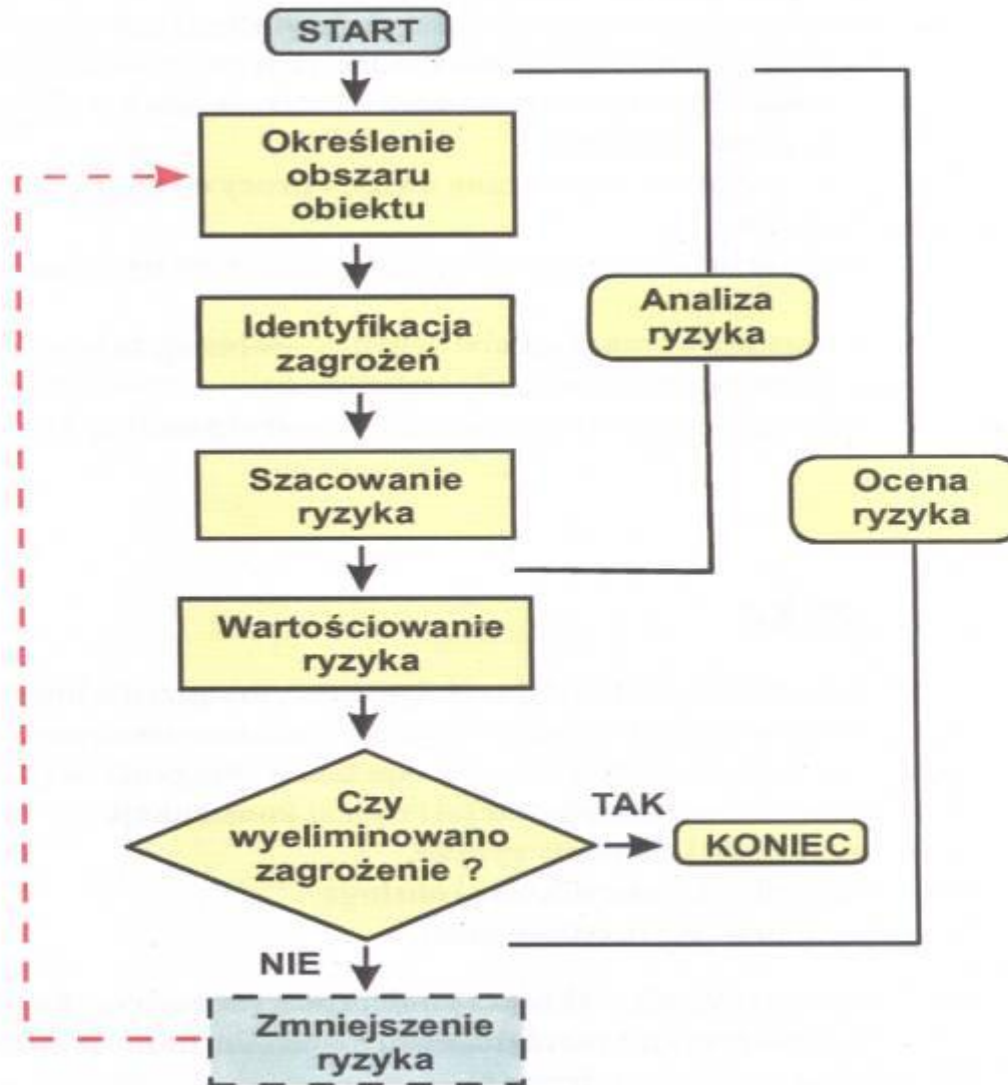 START
Określenie
obszaru
obiektu
Identyfikacja
zagrożeń
Analiza
ryzyka
Szacowanie
ryzyka
Ocena
ryzyka
Wartościowanie
ryzyka
Czy
wyeliminowano
zagrożenie ?
TAK
KONIEC
NIE
Zmniejszenie
ryzyka